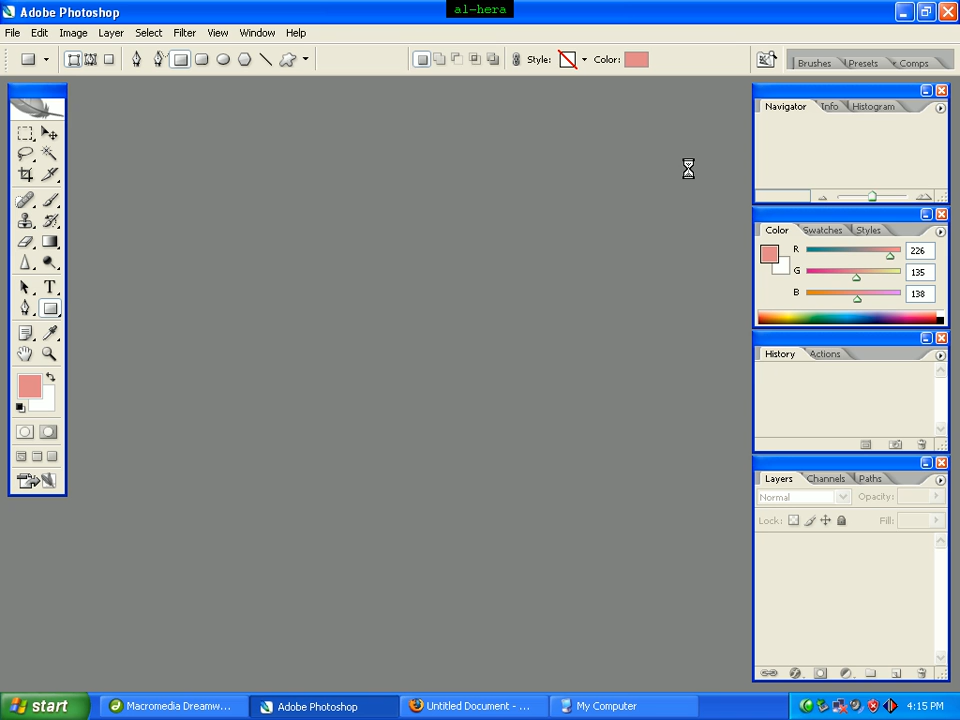 al-hera
Adobe Photoshop
File Edit Image Layer Select Filter View Window Help
Style: Color: Brushes Presets Comps
Navigator Info Histogram
Color Swatches Styles
R 226
G 135
B 138
History Actions
Layers Channels Paths
Normal Opacity:
Lock: Fill:
T
start Macromedia Dreamw... Adobe Photoshop Untitled Document - ... My Computer 4:15 PM